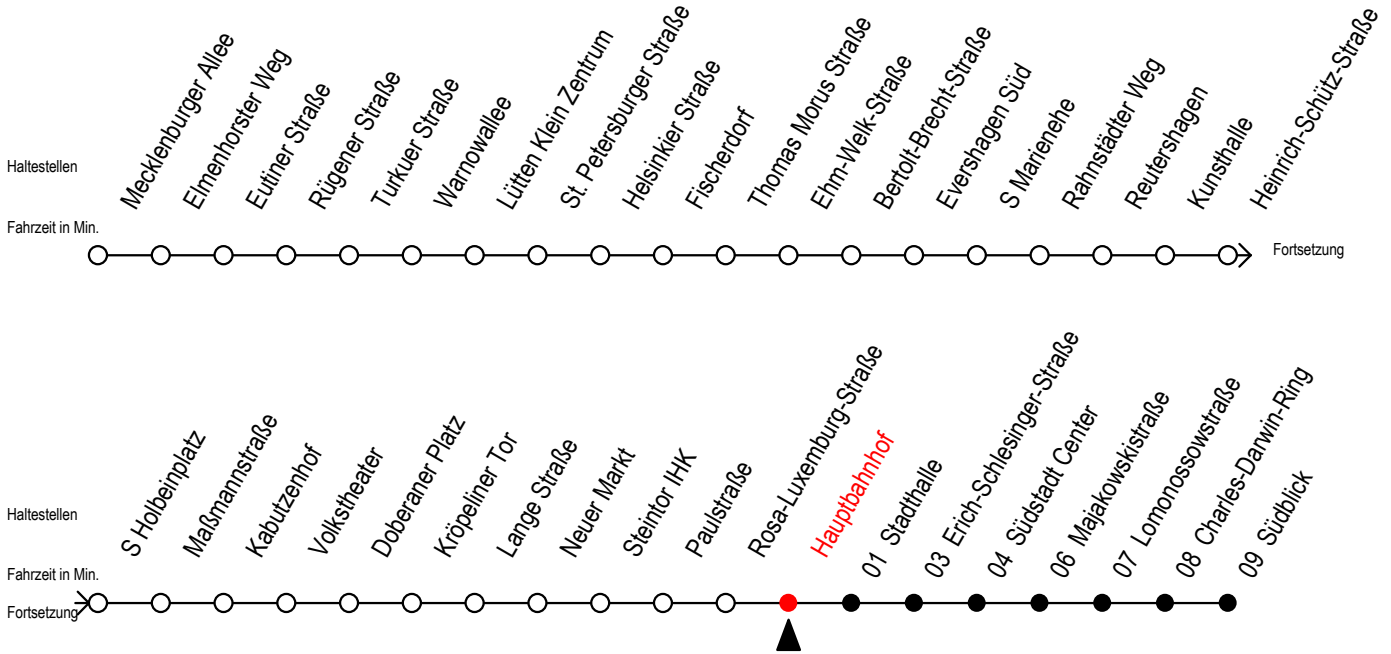 Haltestellen
Mecklenburger Allee
Elmenhorster Weg
Eutiner Straße
Rügener Straße
Turkuer Straße
Warnowallee
Lütten Klein Zentrum
St. Petersburger Straße
Helsinkier Straße
Fischerdorf
Thomas Morus Straße
Ehm-Welk-Straße
Bertolt-Brecht-Straße
Evershagen Süd
S Marienehe
Rahnstädter Weg
Reutershagen
Kunsthalle
Heinrich-Schütz-Straße
Fahrzeit in Min.
Fortsetzung
Haltestellen
S Holbeinplatz
Maßmannstraße
Kabutzenhof
Volkstheater
Doberaner Platz
Kröpeliner Tor
Lange Straße
Neuer Markt
Steintor IHK
Paulstraße
Rosa-Luxemburg-Straße
Hauptbahnhof
01 Stadthalle
03 Erich-Schlesinger-Straße
04 Südstadt Center
06 Majakowskistraße
07 Lomonossowstraße
08 Charles-Darwin-Ring
09 Südblick
Fahrzeit in Min.
Fortsetzung